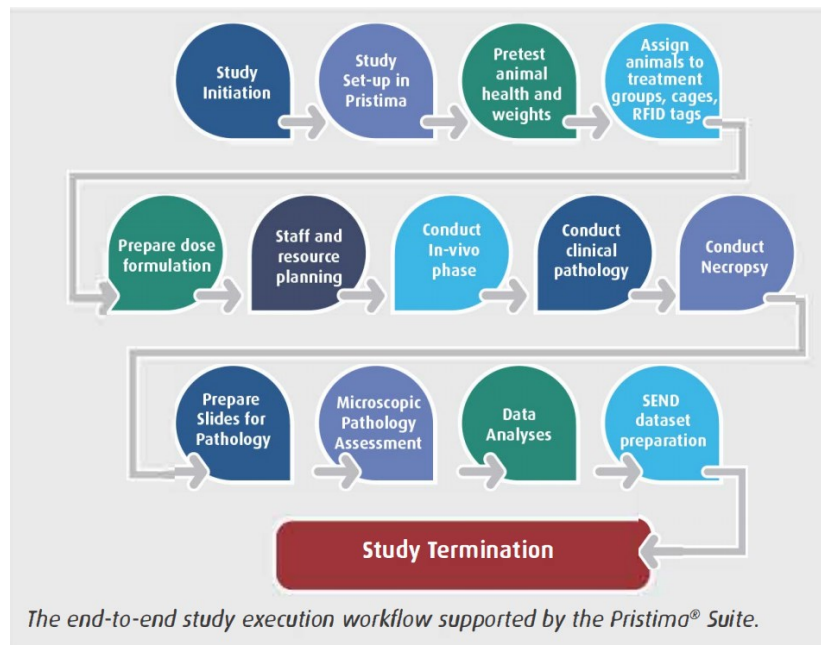 Study
Initiation
Study
Set-up in
Pristima
Pretest
animal
health and
weights
Assign
animals to
treatment
groups, cages,
RFID tags
Prepare dose
formulation
Staff and
resource
planning
Conduct
In-vivo
phase
Conduct
clinical
pathology
Conduct
Necropsy
Prepare
Slides for
Pathology
Microscopic
Pathology
Assessment
Data
Analyses
SEND
dataset
preparation
Study Termination
The end-to-end study execution workflow supported by the Pristima® Suite.